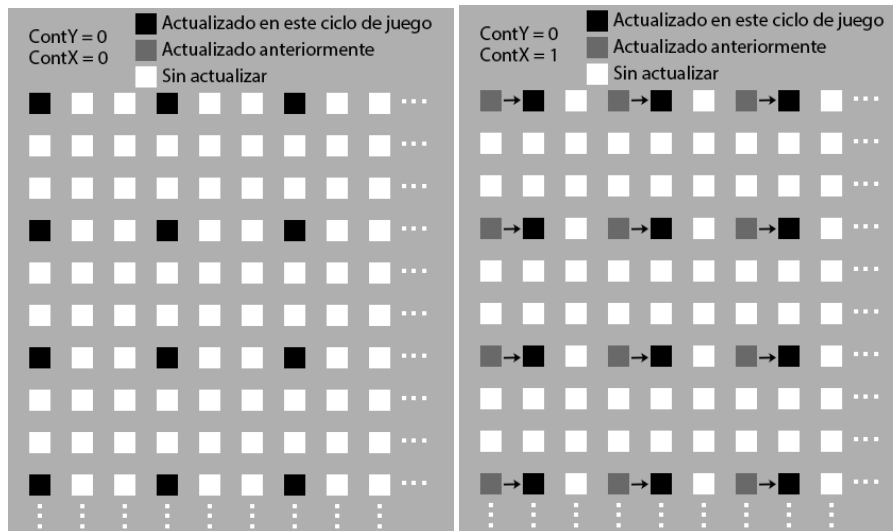 ContY = 0
ContX = 0
Actualizado en este ciclo de juego
Actualizado anteriormente
Sin actualizar
ContY = 0
ContX = 1
Actualizado en este ciclo de juego
Actualizado anteriormente
Sin actualizar